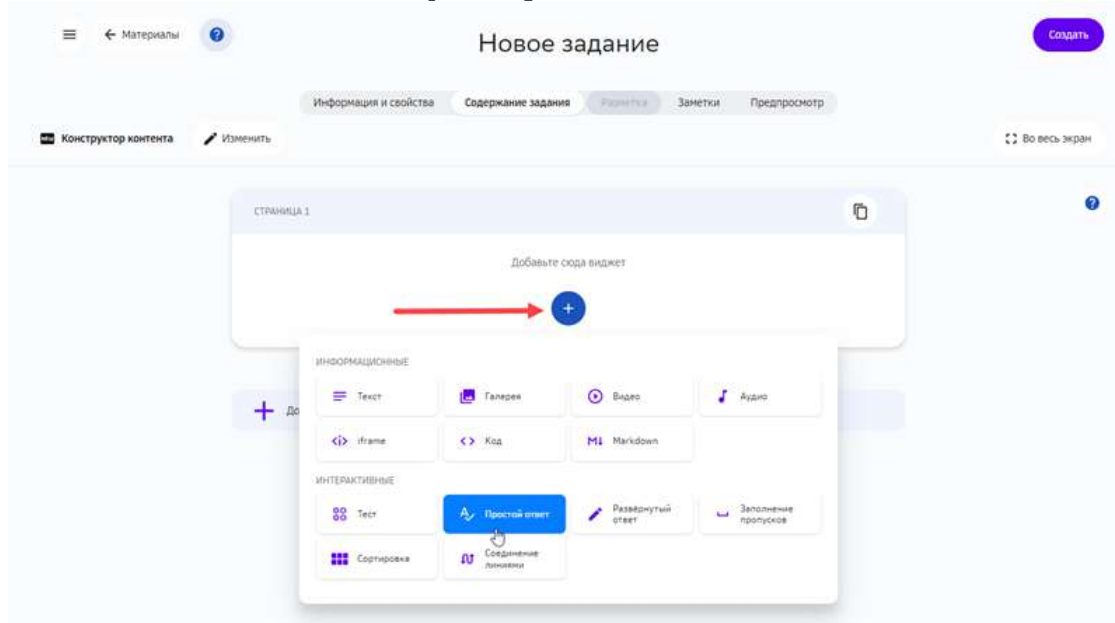 ← Материалы ?
Новое задание
Создать
Информация и свойства Содержание задания Разметка Заметки Предпросмотр
Конструктор контента Изменить Во весь экран
СТРАНИЦА 1
?
Добавьте сюда виджет
+
ИНФОРМАЦИОННЫЕ
Текст Галерея Видео Аудио
До
<i> iframe <> Код M↓ Markdown
ИНТЕРАКТИВНЫЕ
Тест Простой ответ Развёрнутый ответ Заполнение пропусков
Сортировка Соединение линиями